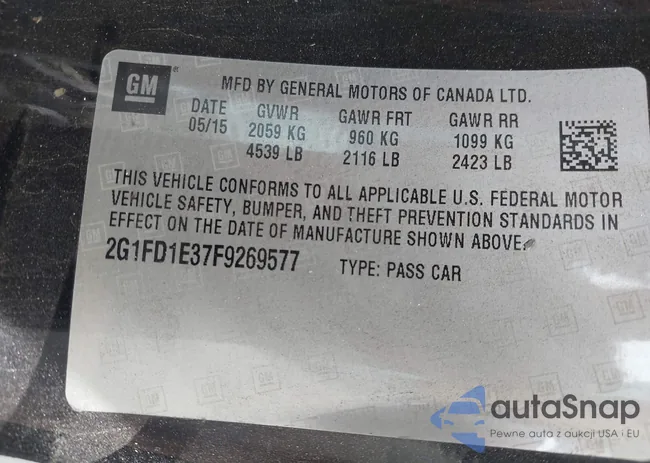 GM
MFD BY GENERAL MOTORS OF CANADA LTD.
DATE GVWR GAWR FRT GAWR RR
05/15 2059 KG 960 KG 1099 KG
4539 LB 2116 LB 2423 LB
THIS VEHICLE CONFORMS TO ALL APPLICABLE U.S. FEDERAL MOTOR
VEHICLE SAFETY, BUMPER, AND THEFT PREVENTION STANDARDS IN
EFFECT ON THE DATE OF MANUFACTURE SHOWN ABOVE.
2G1FD1E37F9269577 TYPE: PASS CAR
autaSnap
Pewne auta z aukcji USA i EU